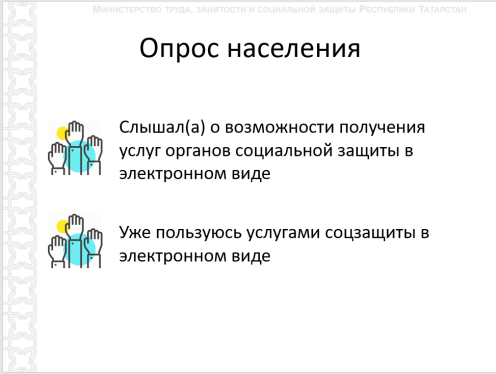 Министерство труда, занятости и социальной защиты Республики Татарстан
Опрос населения
Слышал(а) о возможности получения
услуг органов социальной защиты в
электронном виде
Уже пользуюсь услугами соцзащиты в
электронном виде